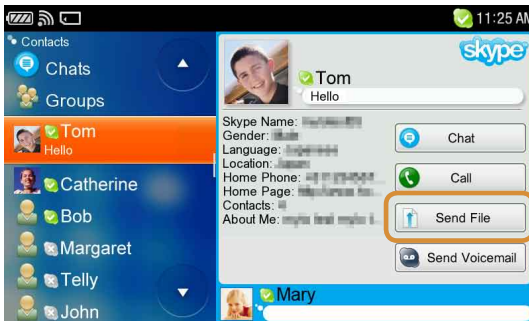 11:25 AM
Contacts
Chats
Groups
Tom
Hello
Catherine
Bob
Margaret
Telly
John
skype
Tom
Hello
Skype Name:
Gender:
Language:
Location:
Home Phone:
Home Page:
Contacts:
About Me:
Chat
Call
Send File
Send Voicemail
Mary